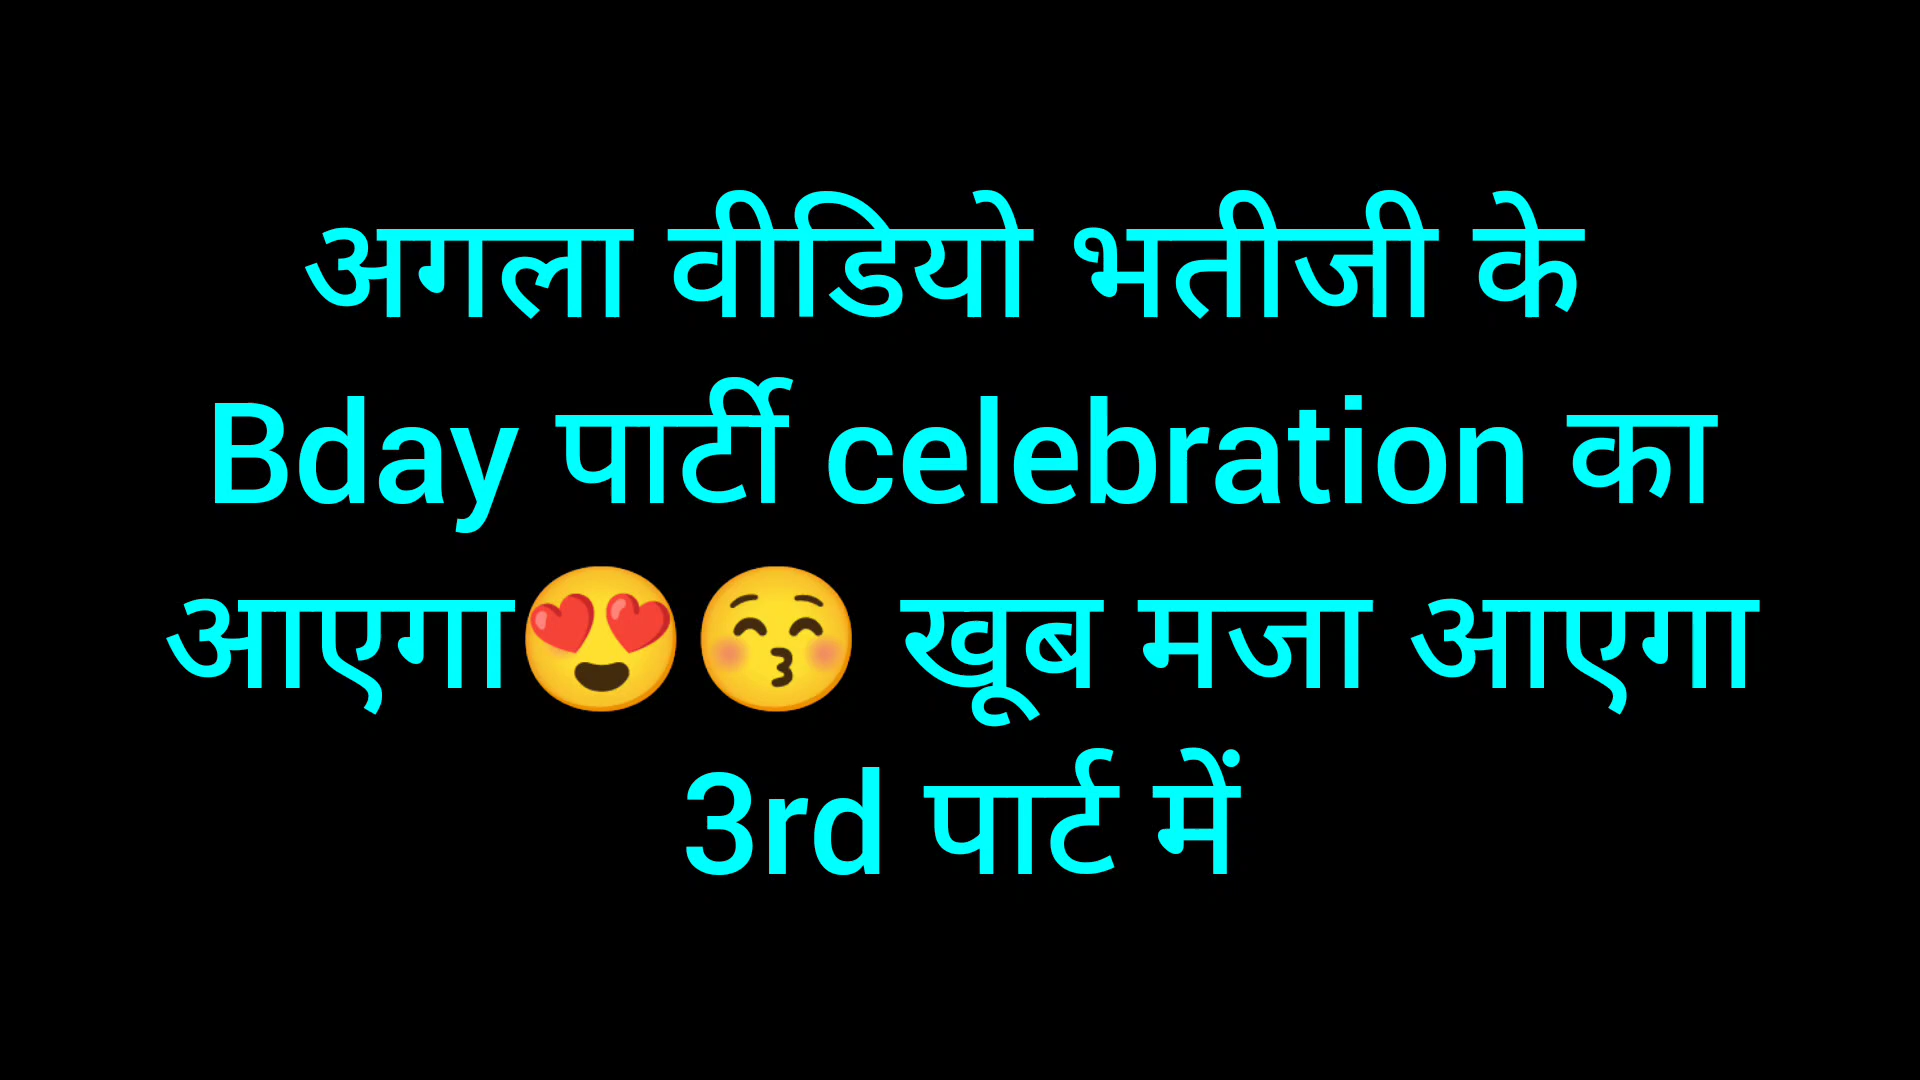 अगला वीडियो भतीजी के
Bday पार्टी celebration का
आएगा😍😚 खूब मजा आएगा
3rd पार्ट में